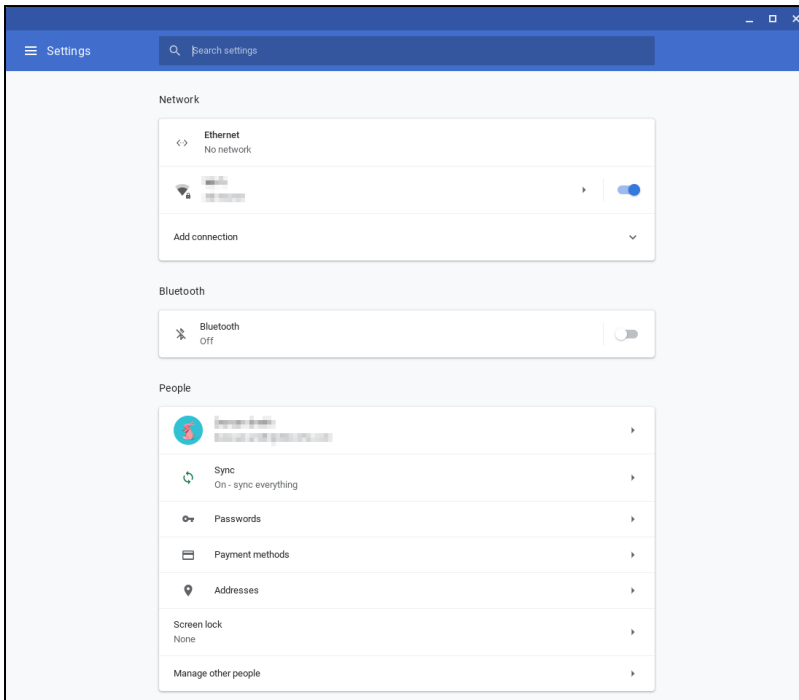 Settings
Search settings
Network
Ethernet
No network
Add connection
Bluetooth
Bluetooth
Off
People
Sync
On - sync everything
Passwords
Payment methods
Addresses
Screen lock
None
Manage other people